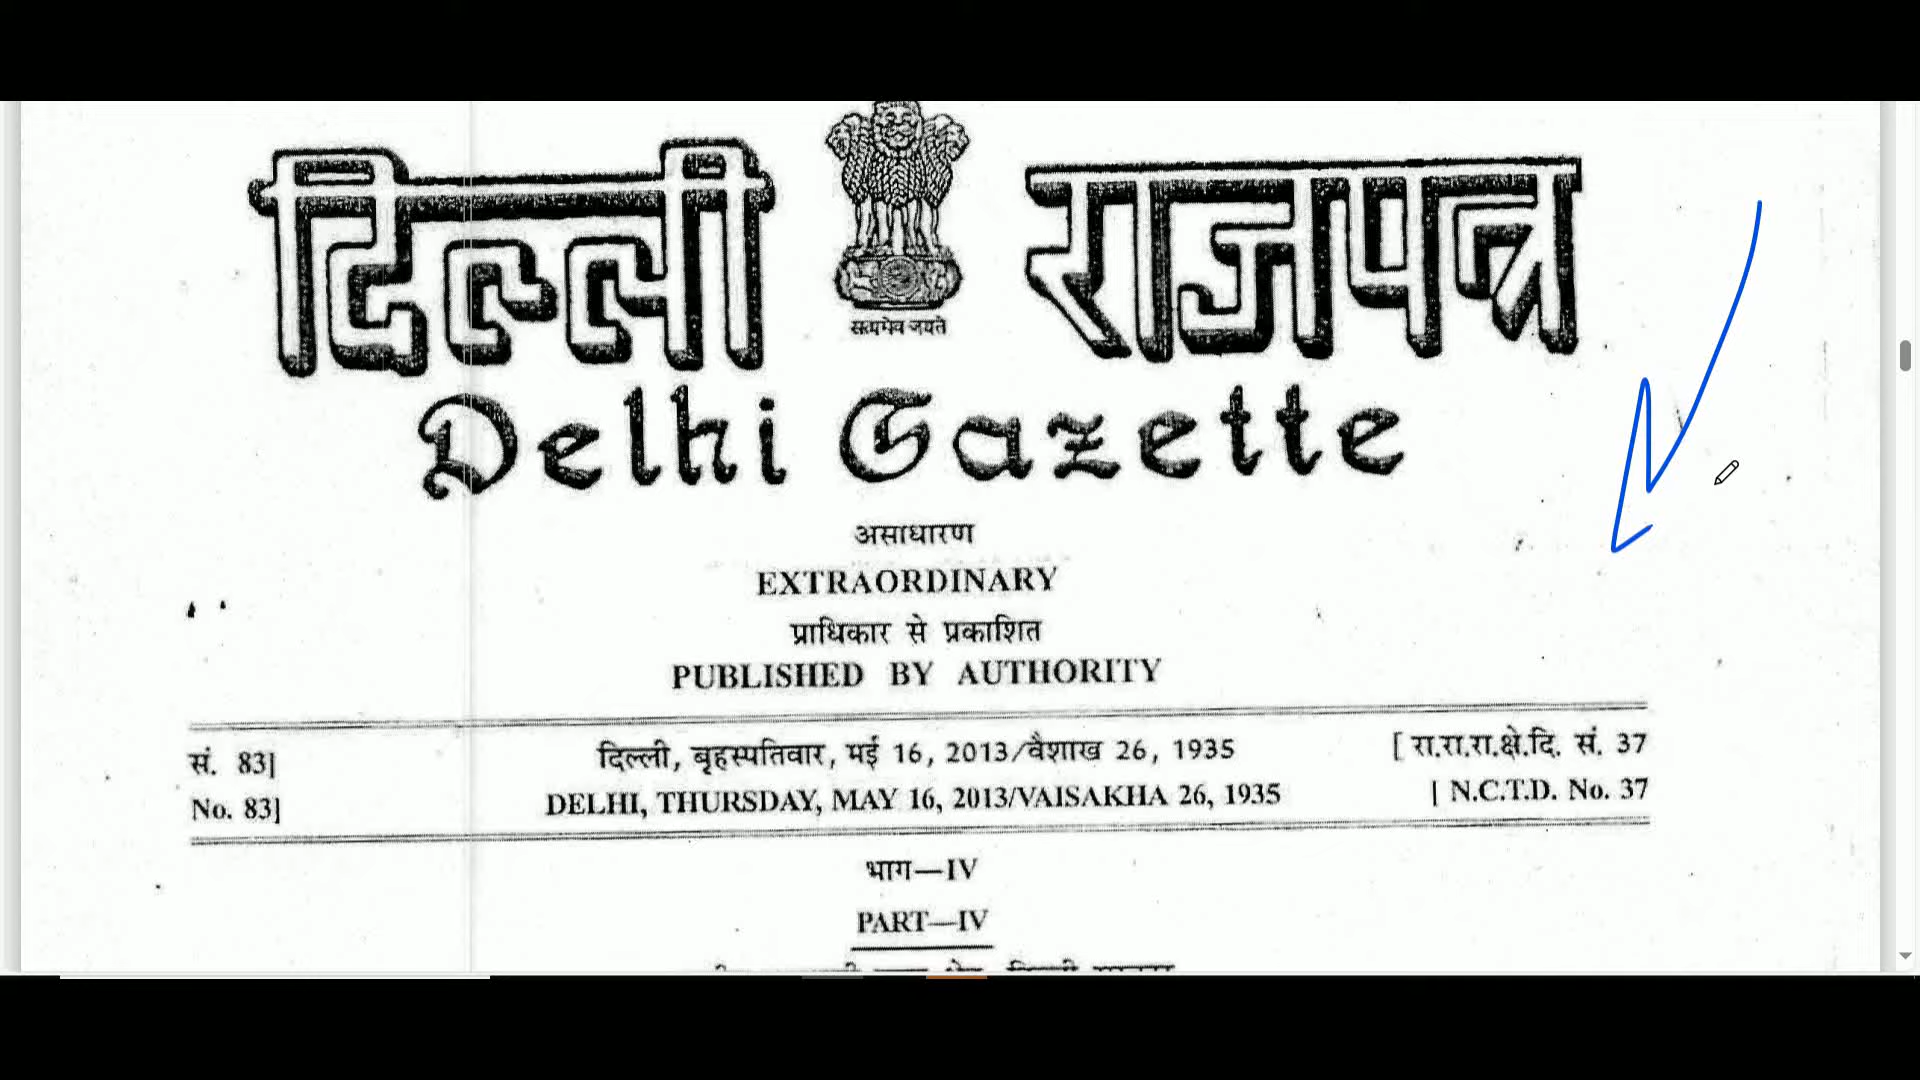 दिल्ली राजपत्र
सत्यमेव जयते
Delhi Gazette
असाधारण
EXTRAORDINARY
प्राधिकार से प्रकाशित
PUBLISHED BY AUTHORITY
सं. 83] दिल्ली, बृहस्पतिवार, मई 16, 2013/वैशाख 26, 1935 [ रा.रा.रा.क्षे.दि. सं. 37
No. 83] DELHI, THURSDAY, MAY 16, 2013/VAISAKHA 26, 1935 [ N.C.T.D. No. 37
भाग—IV
PART—IV